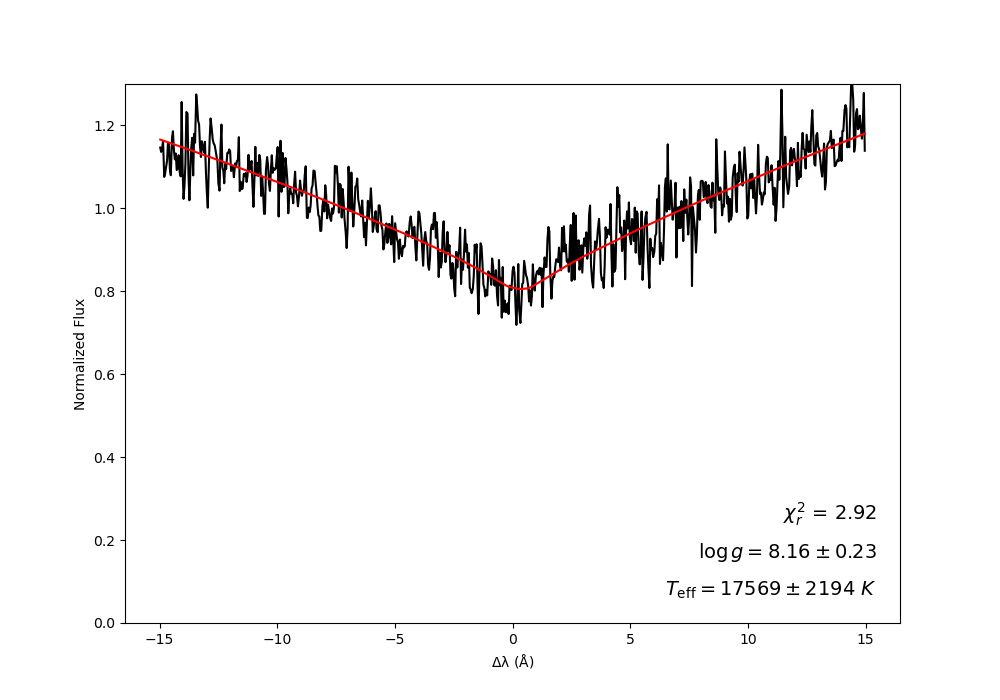 1.2
1.0
0.8
0.6
0.4
0.2
0.0
Normalized Flux
χ²ᵣ = 2.92
log g = 8.16 ± 0.23
T_eff = 17569 ± 2194 K
−15 −10 −5 0 5 10 15
Δλ (Å)